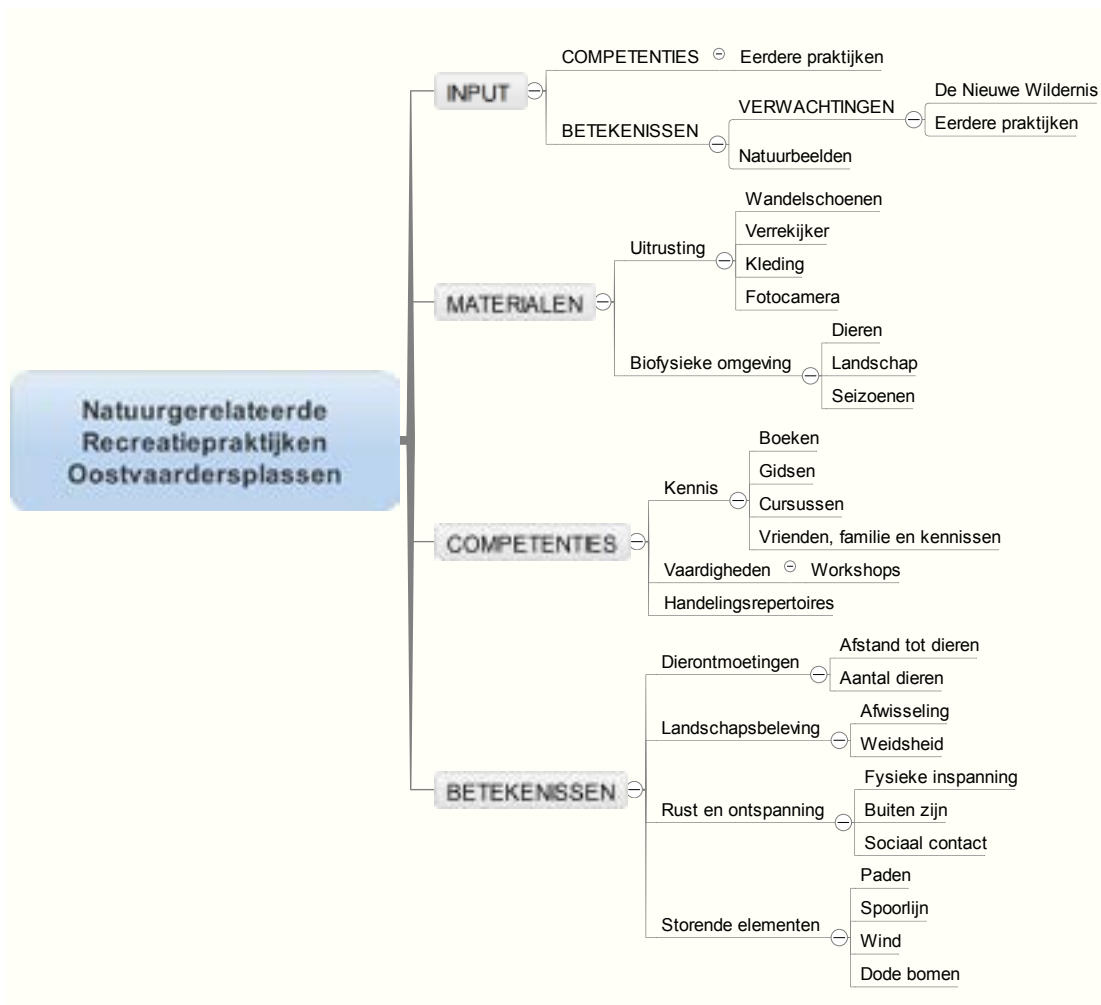 Natuurgerelateerde
Recreatiepraktijken
Oostvaardersplassen
INPUT
COMPETENTIES
Eerdere praktijken
BETEKENISSEN
VERWACHTINGEN
De Nieuwe Wildernis
Eerdere praktijken
Natuurbeelden
MATERIALEN
Uitrusting
Wandelschoenen
Verrekijker
Kleding
Fotocamera
Biofysieke omgeving
Dieren
Landschap
Seizoenen
COMPETENTIES
Kennis
Boeken
Gidsen
Cursussen
Vrienden, familie en kennissen
Vaardigheden
Workshops
Handelingsrepertoires
BETEKENISSEN
Dierontmoetingen
Afstand tot dieren
Aantal dieren
Landschapsbeleving
Afwisseling
Weidsheid
Rust en ontspanning
Fysieke inspanning
Buiten zijn
Sociaal contact
Storende elementen
Paden
Spoorlijn
Wind
Dode bomen